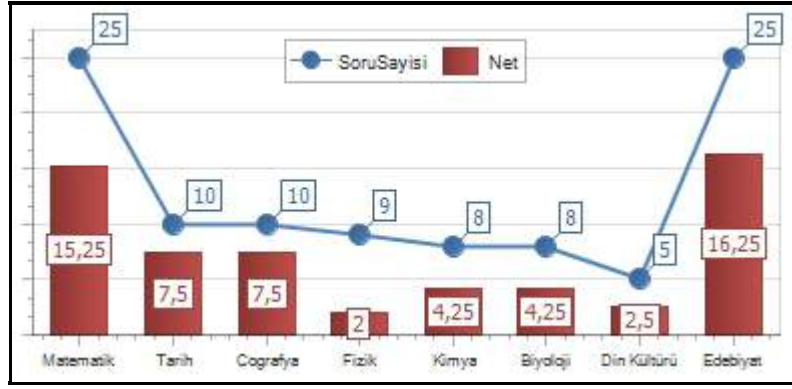 25
25
SoruSayisi
Net
10
10
9
8
8
5
15,25
7,5
7,5
2
4,25
4,25
2,5
16,25
Matematik
Tarih
Cografya
Fizik
Kimya
Biyoloji
Din Kültürü
Edebiyat